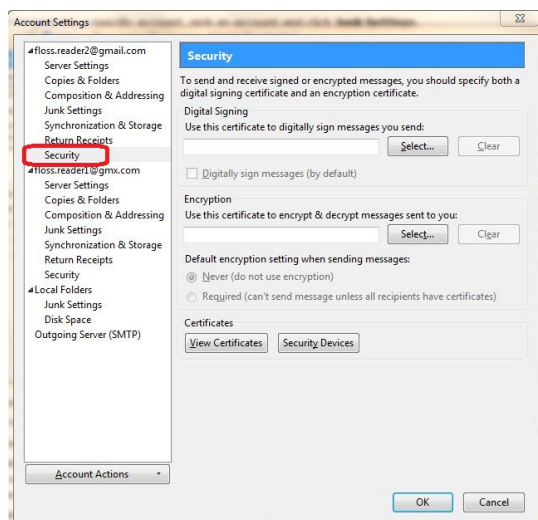 Account Settings
floss.reader2@gmail.com
Server Settings
Copies & Folders
Composition & Addressing
Junk Settings
Synchronization & Storage
Return Receipts
Security
floss.reader1@gmx.com
Server Settings
Copies & Folders
Composition & Addressing
Junk Settings
Synchronization & Storage
Return Receipts
Security
Local Folders
Junk Settings
Disk Space
Outgoing Server (SMTP)
Account Actions
Security
To send and receive signed or encrypted messages, you should specify both a
digital signing certificate and an encryption certificate.
Digital Signing
Use this certificate to digitally sign messages you send:
Select... Clear
Digitally sign messages (by default)
Encryption
Use this certificate to encrypt & decrypt messages sent to you:
Select... Clear
Default encryption setting when sending messages:
Never (do not use encryption)
Required (can't send message unless all recipients have certificates)
Certificates
View Certificates Security Devices
OK Cancel